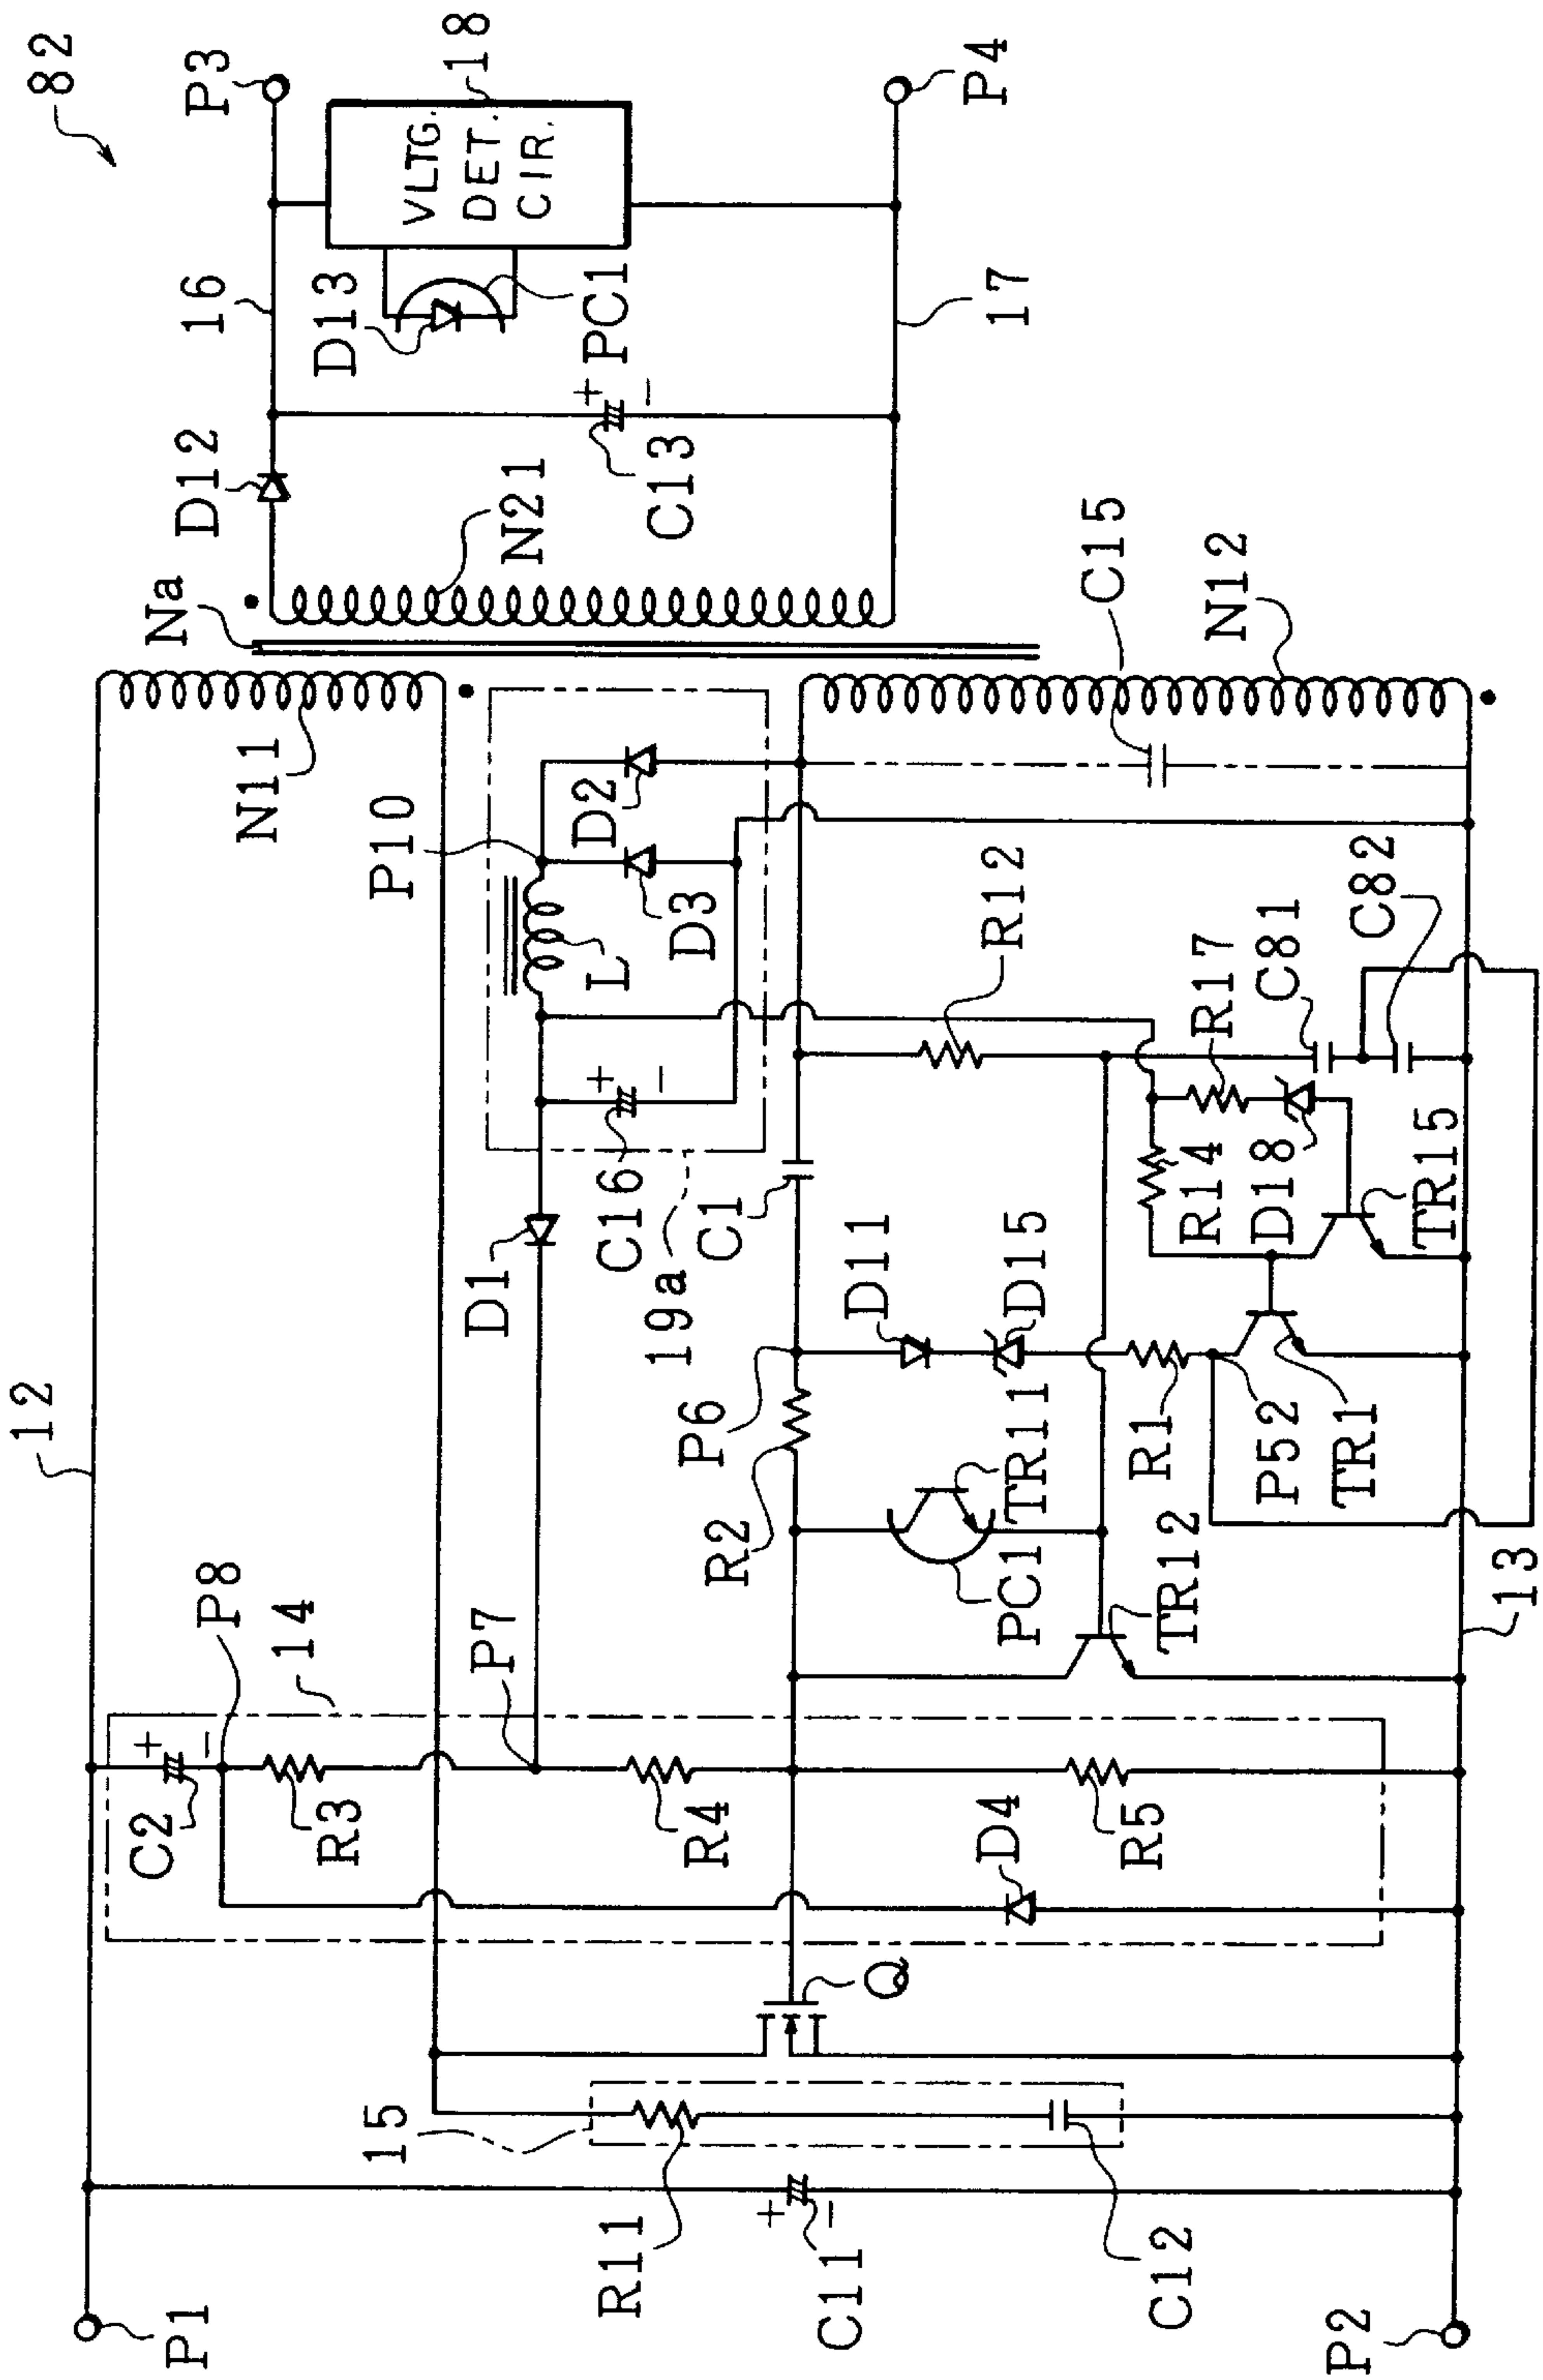 82
P3
18
P4
VLTG.
DET.
CIR.
16
D13
PC1
17
D12
C13
N21
Na
C15
N12
N11
P10
D2
D3
L
R12
C82
C81
R17
12
D1
C16
19a
C1
D11
D15
R14
D18
TR15
P6
R2
TR11
R1
P52
TR1
PC1
TR12
13
P8
14
P7
C2
R3
R4
D4
R5
Q
15
R11
C11
C12
P1
P2
+
−
+
−
+
−
+
−